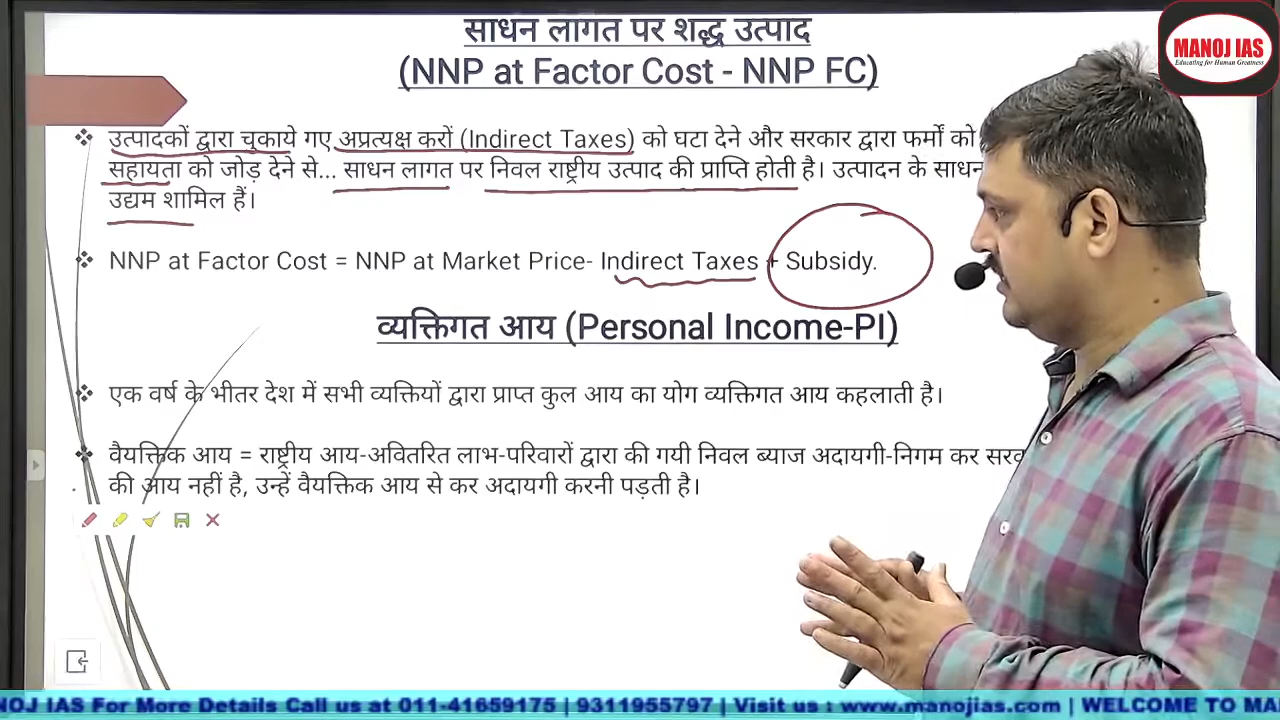 साधन लागत पर शद्ध उत्पाद
(NNP at Factor Cost - NNP FC)
MANOJ IAS
Educating for Human Greatness
❖ उत्पादकों द्वारा चुकाये गए अप्रत्यक्ष करों (Indirect Taxes) को घटा देने और सरकार द्वारा फर्मों को
सहायता को जोड़ देने से... साधन लागत पर निवल राष्ट्रीय उत्पाद की प्राप्ति होती है। उत्पादन के साधन
उद्यम शामिल हैं।
❖ NNP at Factor Cost = NNP at Market Price- Indirect Taxes + Subsidy.
व्यक्तिगत आय (Personal Income-PI)
❖ एक वर्ष के भीतर देश में सभी व्यक्तियों द्वारा प्राप्त कुल आय का योग व्यक्तिगत आय कहलाती है।
❖ वैयक्तिक आय = राष्ट्रीय आय-अवितरित लाभ-परिवारों द्वारा की गयी निवल ब्याज अदायगी-निगम कर
की आय नहीं है, उन्हें वैयक्तिक आय से कर अदायगी करनी पड़ती है।
NOJ IAS For More Details Call us at 011-41659175 | 9311955797 | Visit us : www.manojias.com | WELCOME TO MA